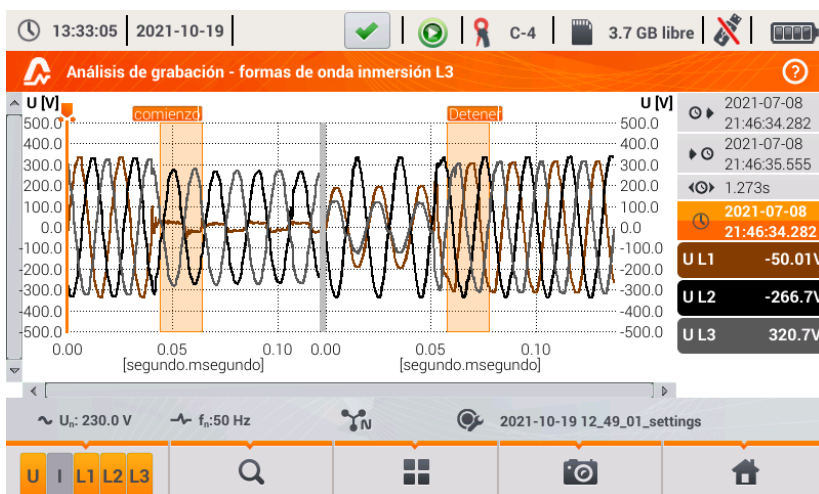 13:33:05 2021-10-19 C-4 3.7 GB libre
Análisis de grabación - formas de onda inmersión L3 ?
U [V] U [V]
comienzo Detener
500.0 500.0
400.0 400.0
300.0 300.0
200.0 200.0
100.0 100.0
0.0 0.0
-100.0 -100.0
-200.0 -200.0
-300.0 -300.0
-400.0 -400.0
-500.0 -500.0
0.00 0.05 0.10 0.00 0.05 0.10
[segundo.msegundo] [segundo.msegundo]
2021-07-08
21:46:34.282
2021-07-08
21:46:35.555
1.273s
2021-07-08
21:46:34.282
U L1 -50.01V
U L2 -266.7V
U L3 320.7V
Un: 230.0 V fn:50 Hz N 2021-10-19 12_49_01_settings
U I L1 L2 L3